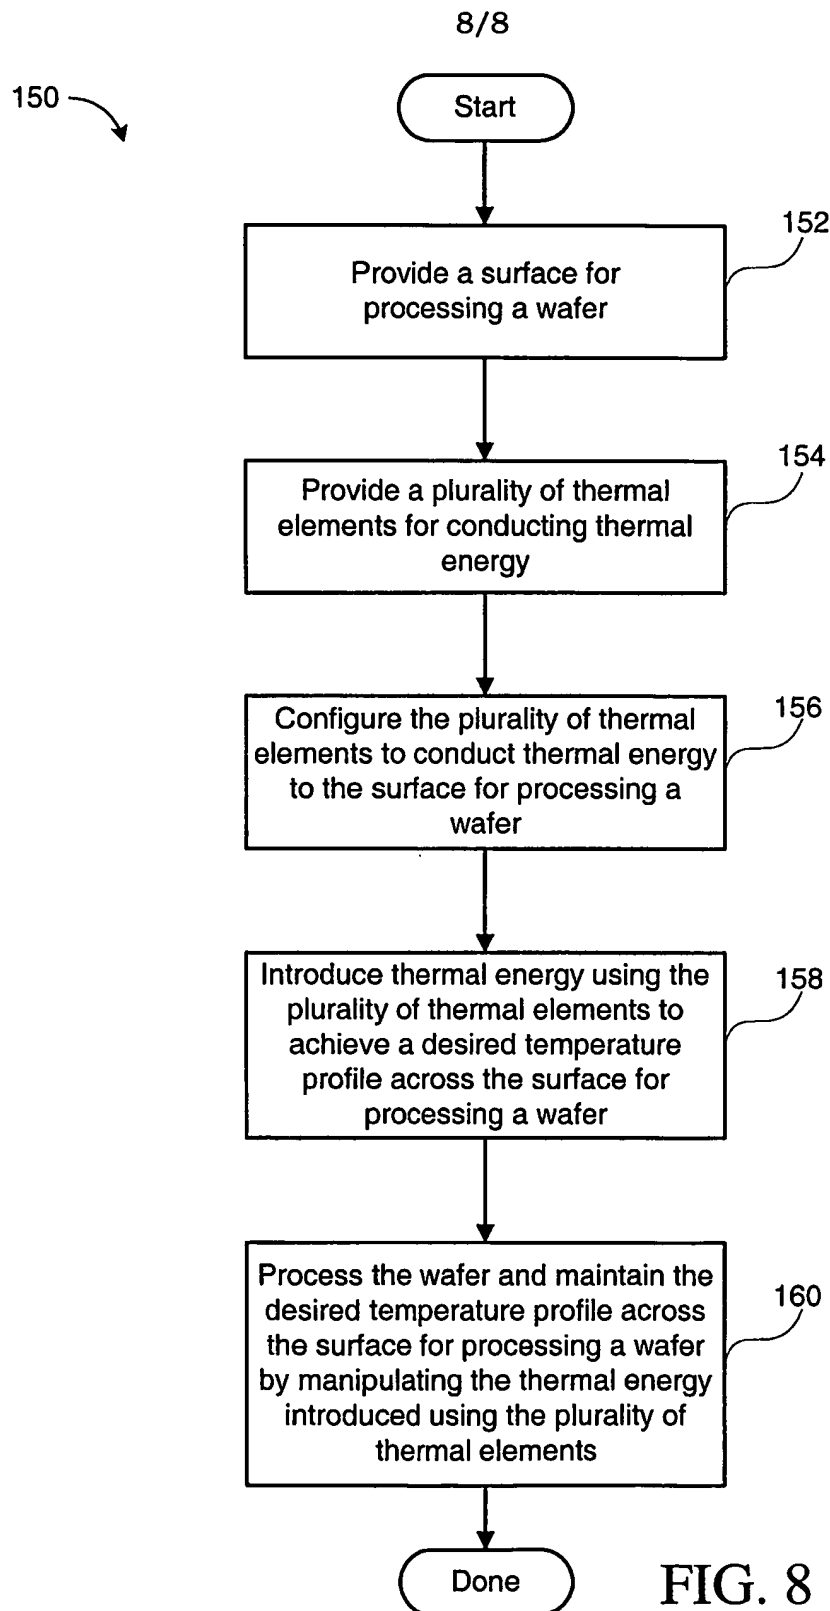 8/8
150
Start
152
Provide a surface for
processing a wafer
154
Provide a plurality of thermal
elements for conducting thermal
energy
156
Configure the plurality of thermal
elements to conduct thermal energy
to the surface for processing a
wafer
158
Introduce thermal energy using the
plurality of thermal elements to
achieve a desired temperature
profile across the surface for
processing a wafer
160
Process the wafer and maintain the
desired temperature profile across
the surface for processing a wafer
by manipulating the thermal energy
introduced using the plurality of
thermal elements
Done
FIG. 8